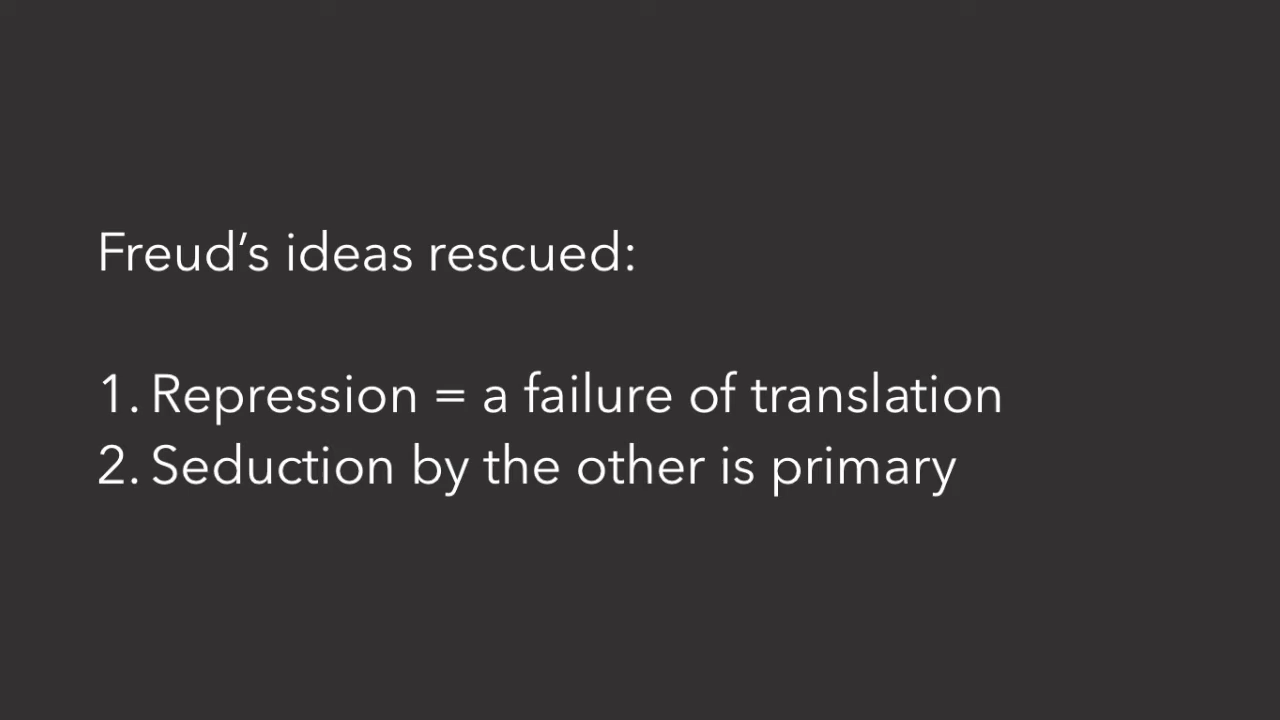 Freud’s ideas rescued:
1. Repression = a failure of translation
2. Seduction by the other is primary